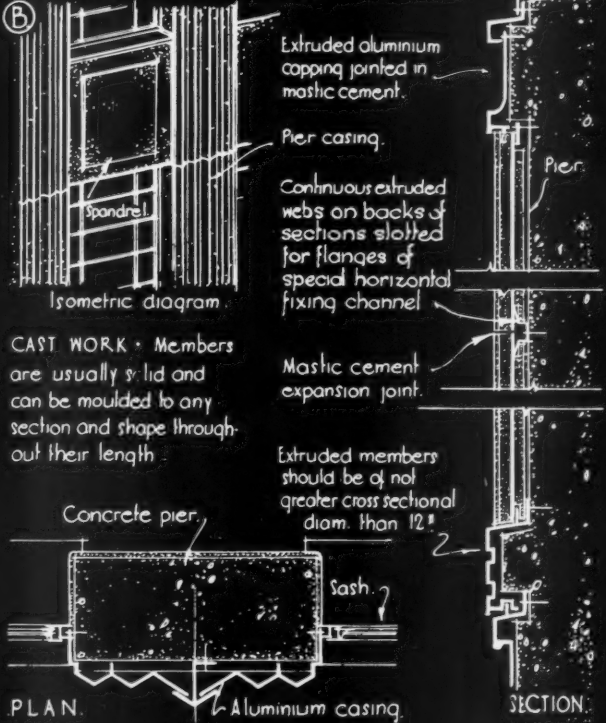 B
Extruded aluminium
copping jointed in
mastic cement.
Pier casing.
Pier
Spandrel.
Continuous extruded
webs on backs of
sections slotted
for flanges of
special horizontal
fixing channel
Isometric diagram.
CAST WORK · Members
are usually s lid and
can be moulded to any
section and shape through-
out their length
Mastic cement
expansion joint.
Extruded members
should be of not
greater cross sectional
diam. than 12"
Concrete pier.
Sash.
Aluminium casing
PLAN.
SECTION.